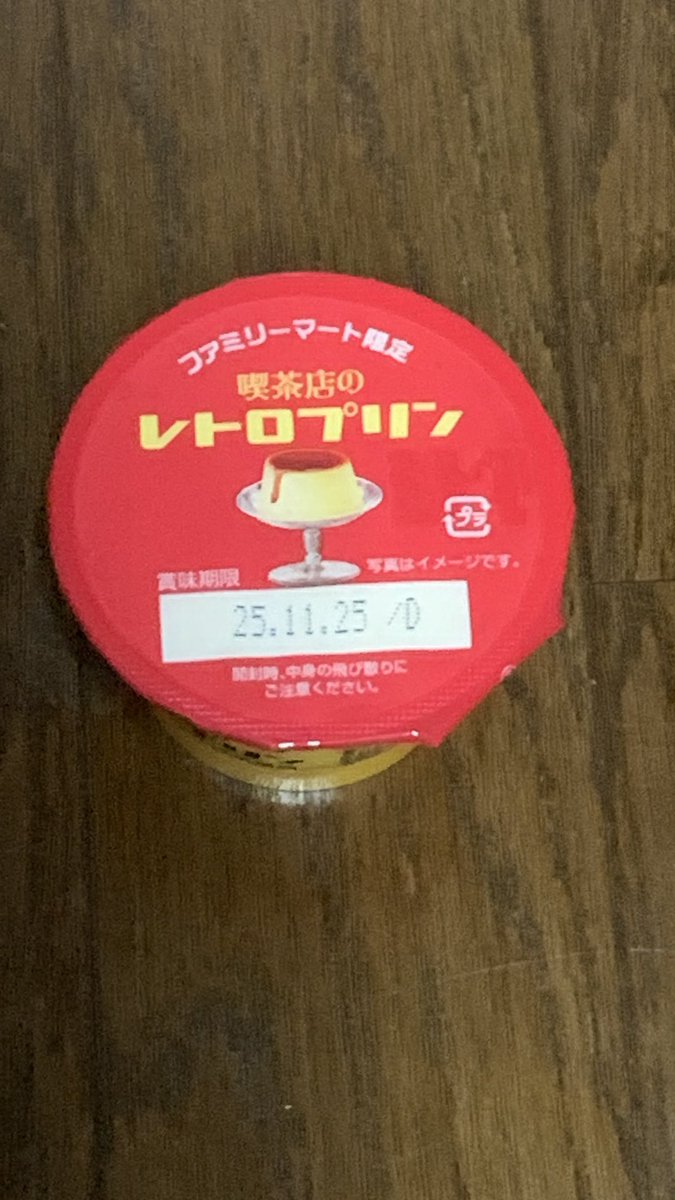 ファミリーマート限定
喫茶店の
レトロプリン
プラ
写真はイメージです。
賞味期限
25.11.25 /D
開封時、中身の飛び散りに
ご注意ください。